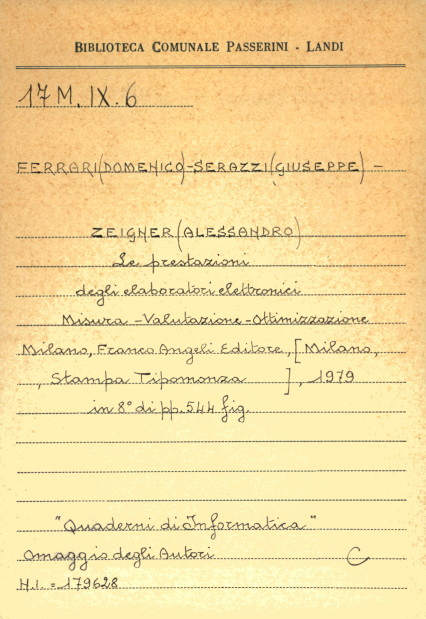 BIBLIOTECA COMUNALE PASSERINI - LANDI
17 M. IX. 6
FERRARI (DOMENICO) - SERAZZI (GIUSEPPE) -
ZEIGNER (ALESSANDRO)
Le prestazioni
degli elaboratori elettronici
Misura - Valutazione - Ottimizzazione
Milano, Franco Angeli Editore, [Milano,
, Stampa Tipomonza ], 1979
in 8° di pp. 544 fig.
"Quaderni di Informatica"
Omaggio degli Autori C
N.I. = 179628